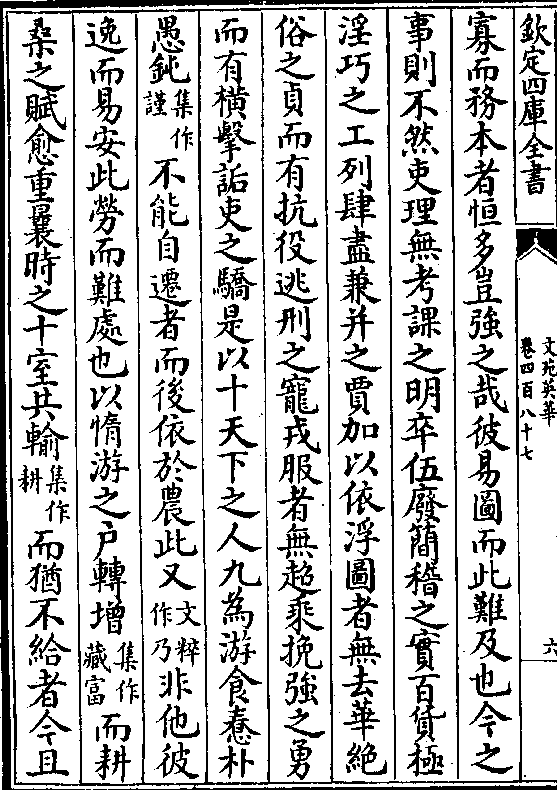 欽定四庫全書
文苑英華
卷四百八十七
六
寡而務本者恒多豈強之哉彼易圖而此難及也今之
事則不然吏理無考課之明卒伍廢蕳稽之實百貨極
淫巧之工列肆盡兼并之賈加以依浮圖者無去華絶
俗之貞而有抗役逃刑之寵戎服者無超乘挽強之勇
而有橫擊詬吏之驕是以十天下之人九為游食惷朴
愚鈍集作謹不能自遷者而後依於農此又文粹作乃非他彼
逸而易安此勞而難處也以惰游之户轉增集作藏富而耕
桑之賦愈重曩時之十室共輸集作耕而猶不給者今且